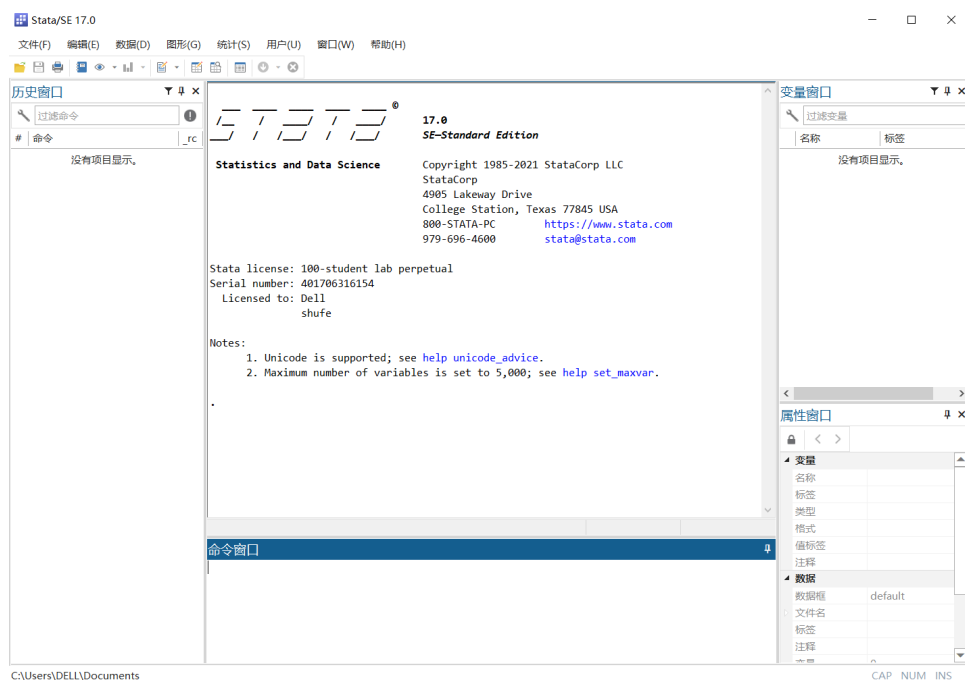 Stata/SE 17.0
文件(F) 编辑(E) 数据(D) 图形(G) 统计(S) 用户(U) 窗口(W) 帮助(H)
历史窗口
过滤命令
# 命令 _rc
没有项目显示。
®
17.0
SE—Standard Edition
Statistics and Data Science
Copyright 1985-2021 StataCorp LLC
StataCorp
4905 Lakeway Drive
College Station, Texas 77845 USA
800-STATA-PC https://www.stata.com
979-696-4600 stata@stata.com
Stata license: 100-student lab perpetual
Serial number: 401706316154
Licensed to: Dell
shufe
Notes:
1. Unicode is supported; see help unicode_advice.
2. Maximum number of variables is set to 5,000; see help set_maxvar.
.
命令窗口
变量窗口
过滤变量
名称 标签
没有项目显示。
属性窗口
变量
名称
标签
类型
格式
值标签
注释
数据
数据框 default
文件名
标签
注释
C:\Users\DELL\Documents
CAP NUM INS